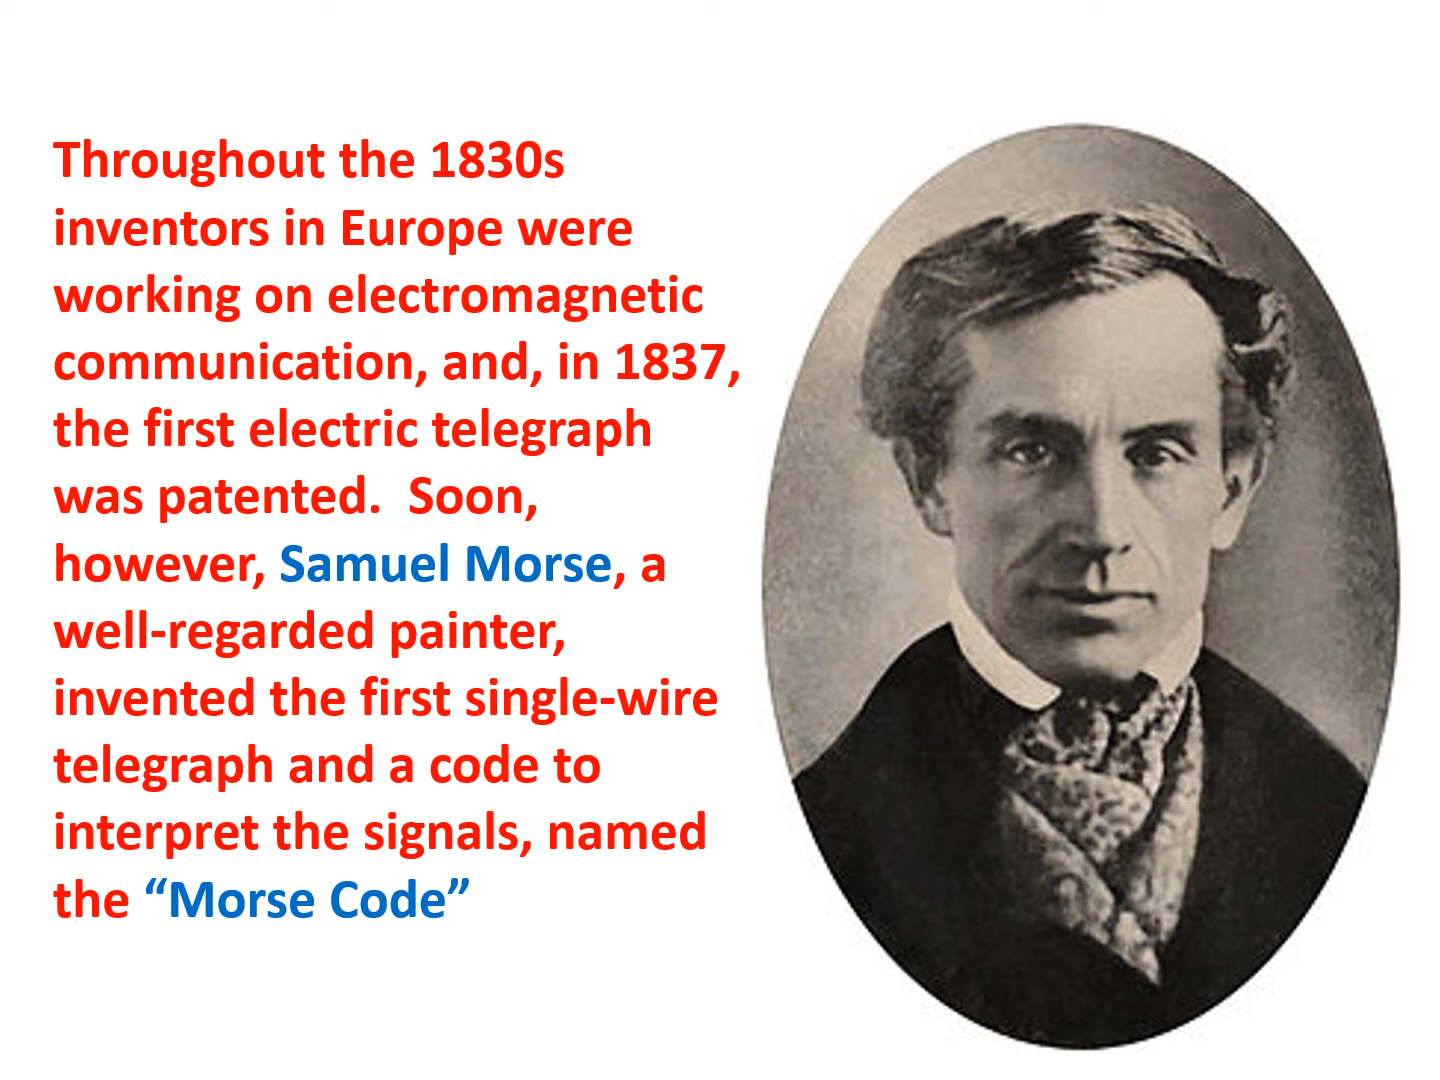 Throughout the 1830s
inventors in Europe were
working on electromagnetic
communication, and, in 1837,
the first electric telegraph
was patented.  Soon,
however, Samuel Morse, a
well-regarded painter,
invented the first single-wire
telegraph and a code to
interpret the signals, named
the “Morse Code”